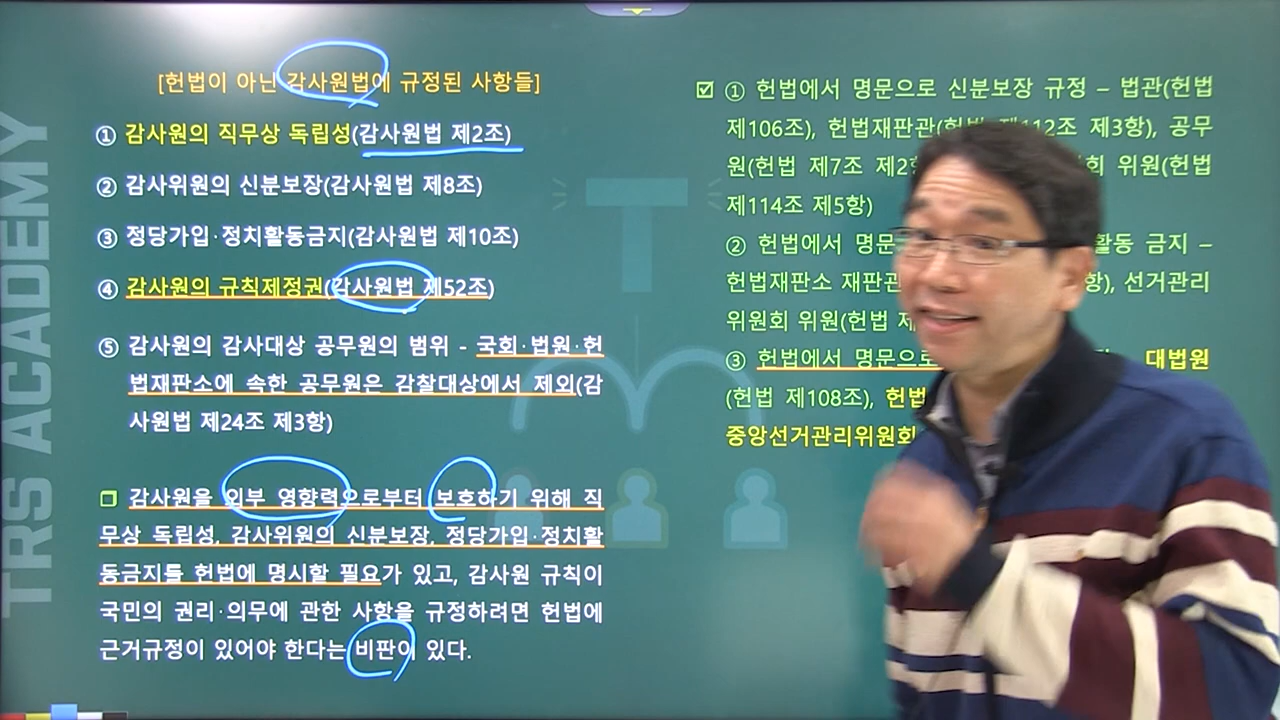 [헌법이 아닌 감사원법에 규정된 사항들]
① 감사원의 직무상 독립성(감사원법 제2조)
② 감사위원의 신분보장(감사원법 제8조)
③ 정당가입·정치활동금지(감사원법 제10조)
④ 감사원의 규칙제정권(감사원법 제52조)
⑤ 감사원의 감사대상 공무원의 범위 - 국회·법원·헌
법재판소에 속한 공무원은 감찰대상에서 제외(감
사원법 제24조 제3항)
❒ 감사원을 외부 영향력으로부터 보호하기 위해 직
무상 독립성, 감사위원의 신분보장, 정당가입·정치활
동금지를 헌법에 명시할 필요가 있고, 감사원 규칙이
국민의 권리·의무에 관한 사항을 규정하려면 헌법에
근거규정이 있어야 한다는 비판이 있다.
☑ ① 헌법에서 명문으로 신분보장 규정 – 법관(헌법
제106조), 헌법재판관(헌법 제112조 제3항), 공무
원(헌법 제7조 위원(헌법
제114조 제5항)
② 헌법에서 활동 금지 –
헌법재판소 선거관리
위원회 위원(헌법
③ 헌법에서 명문으로 대법원
(헌법 제108조),
중앙선거관리위원회
TRS ACADEMY